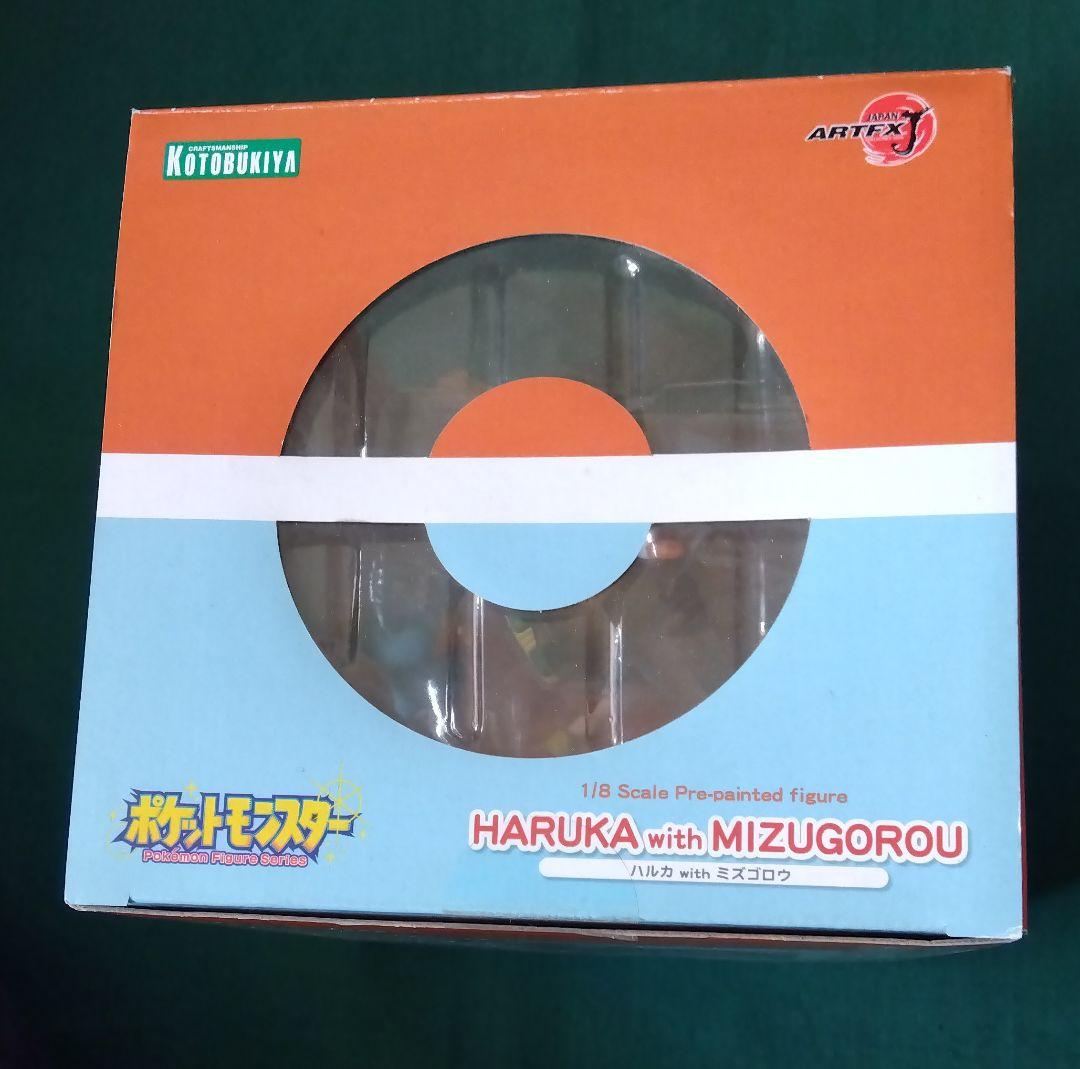 CRAFTSMANSHIP
KOTOBUKIYA
JAPAN
ARTFX J
ポケットモンスター
Pokémon Figure Series
1/8 Scale Pre-painted figure
HARUKA with MIZUGOROU
ハルカ with ミズゴロウ